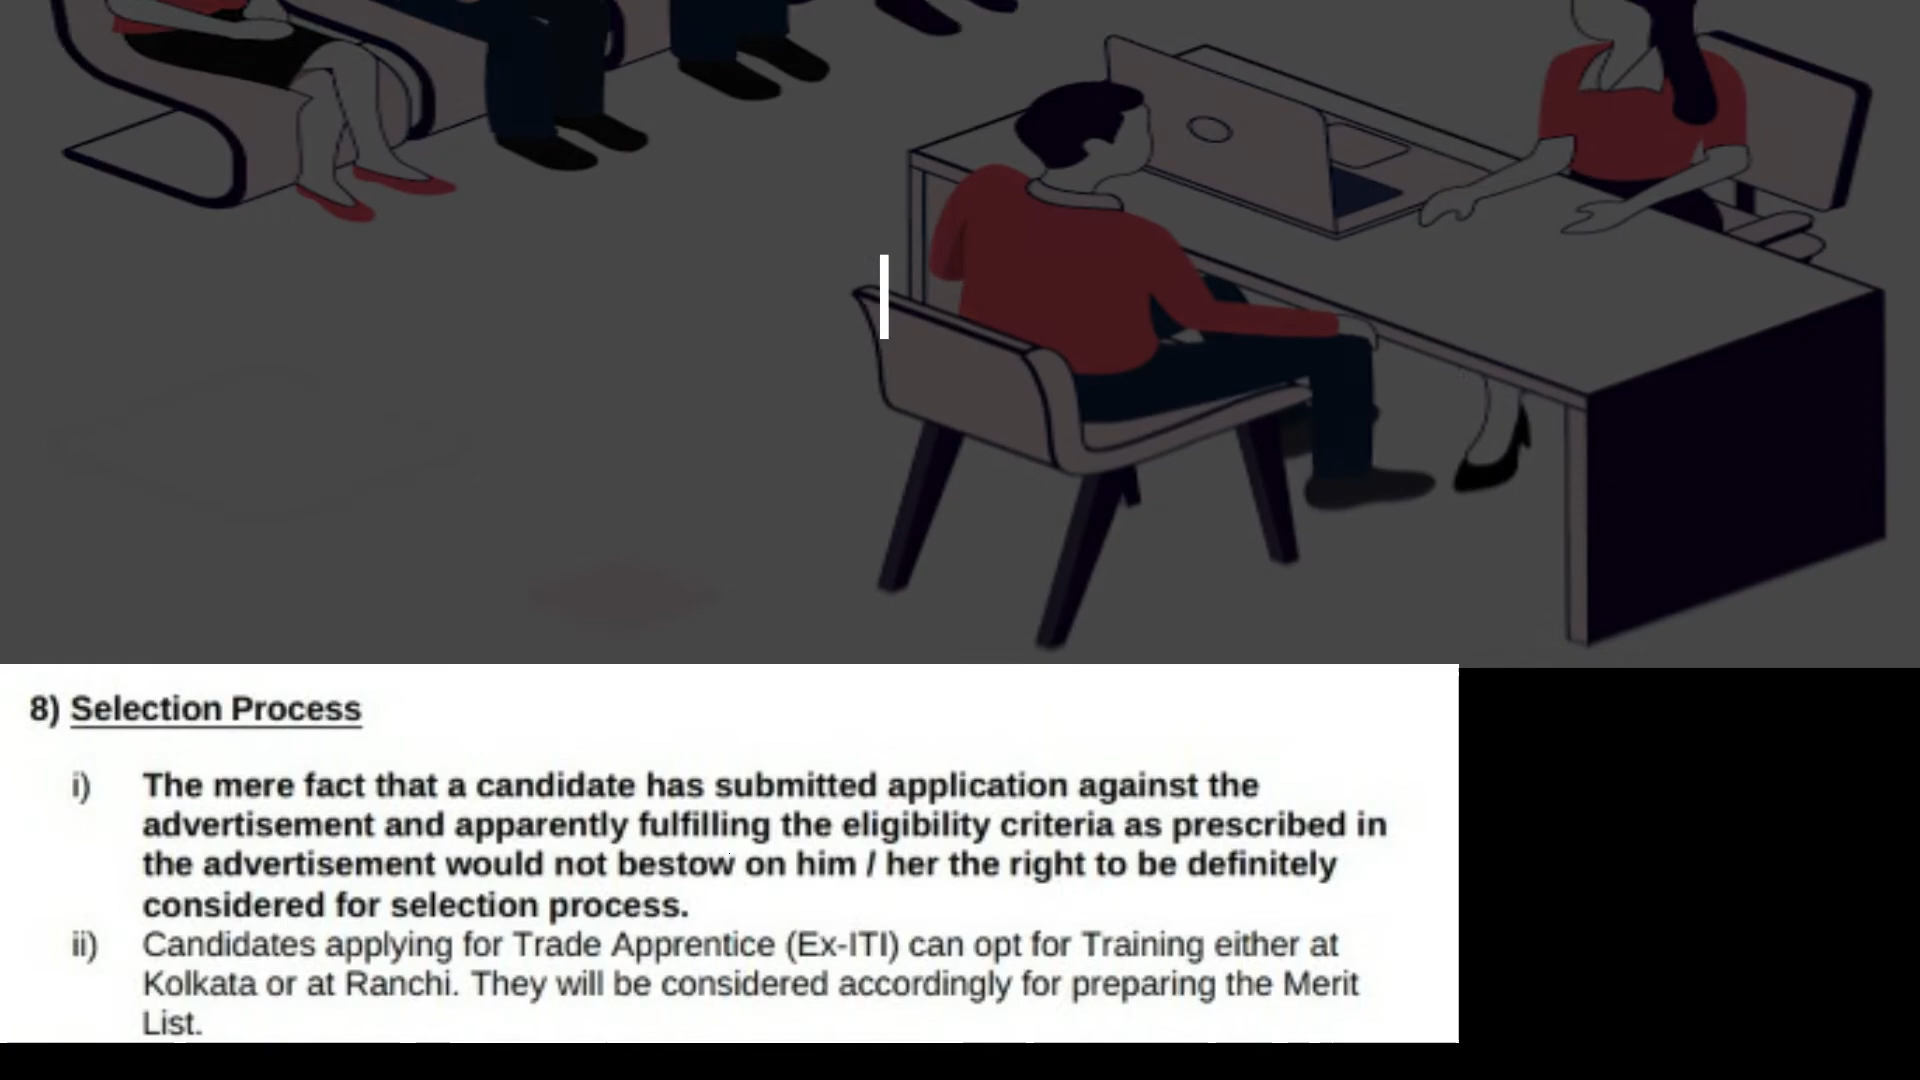 8) Selection Process
i) The mere fact that a candidate has submitted application against the
advertisement and apparently fulfilling the eligibility criteria as prescribed in
the advertisement would not bestow on him / her the right to be definitely
considered for selection process.
ii) Candidates applying for Trade Apprentice (Ex-ITI) can opt for Training either at
Kolkata or at Ranchi. They will be considered accordingly for preparing the Merit
List.